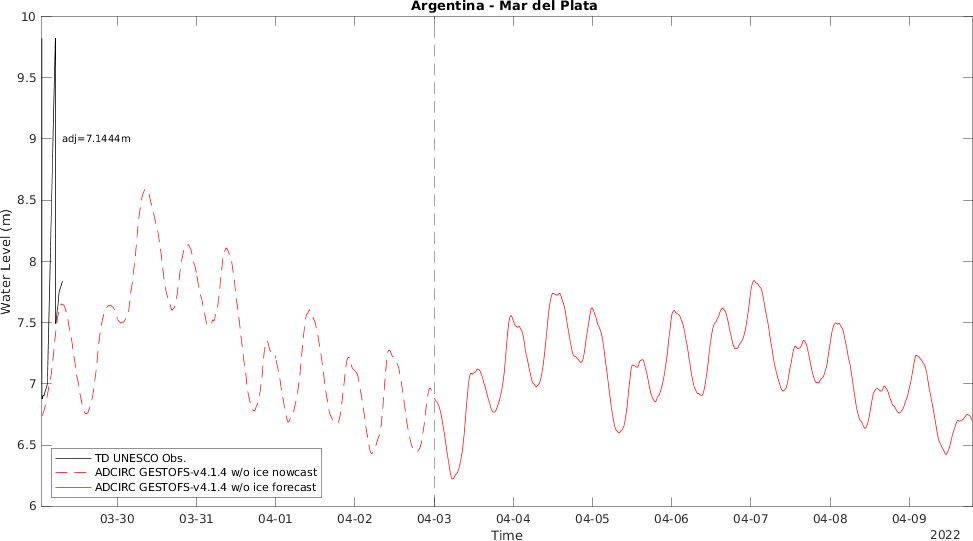 Argentina - Mar del Plata
10
9.5
9
8.5
8
7.5
7
6.5
6
Water Level (m)
adj=7.1444m
TD UNESCO Obs.
ADCIRC GESTOFS-v4.1.4 w/o ice nowcast
ADCIRC GESTOFS-v4.1.4 w/o ice forecast
03-30 03-31 04-01 04-02 04-03 04-04 04-05 04-06 04-07 04-08 04-09
Time
2022